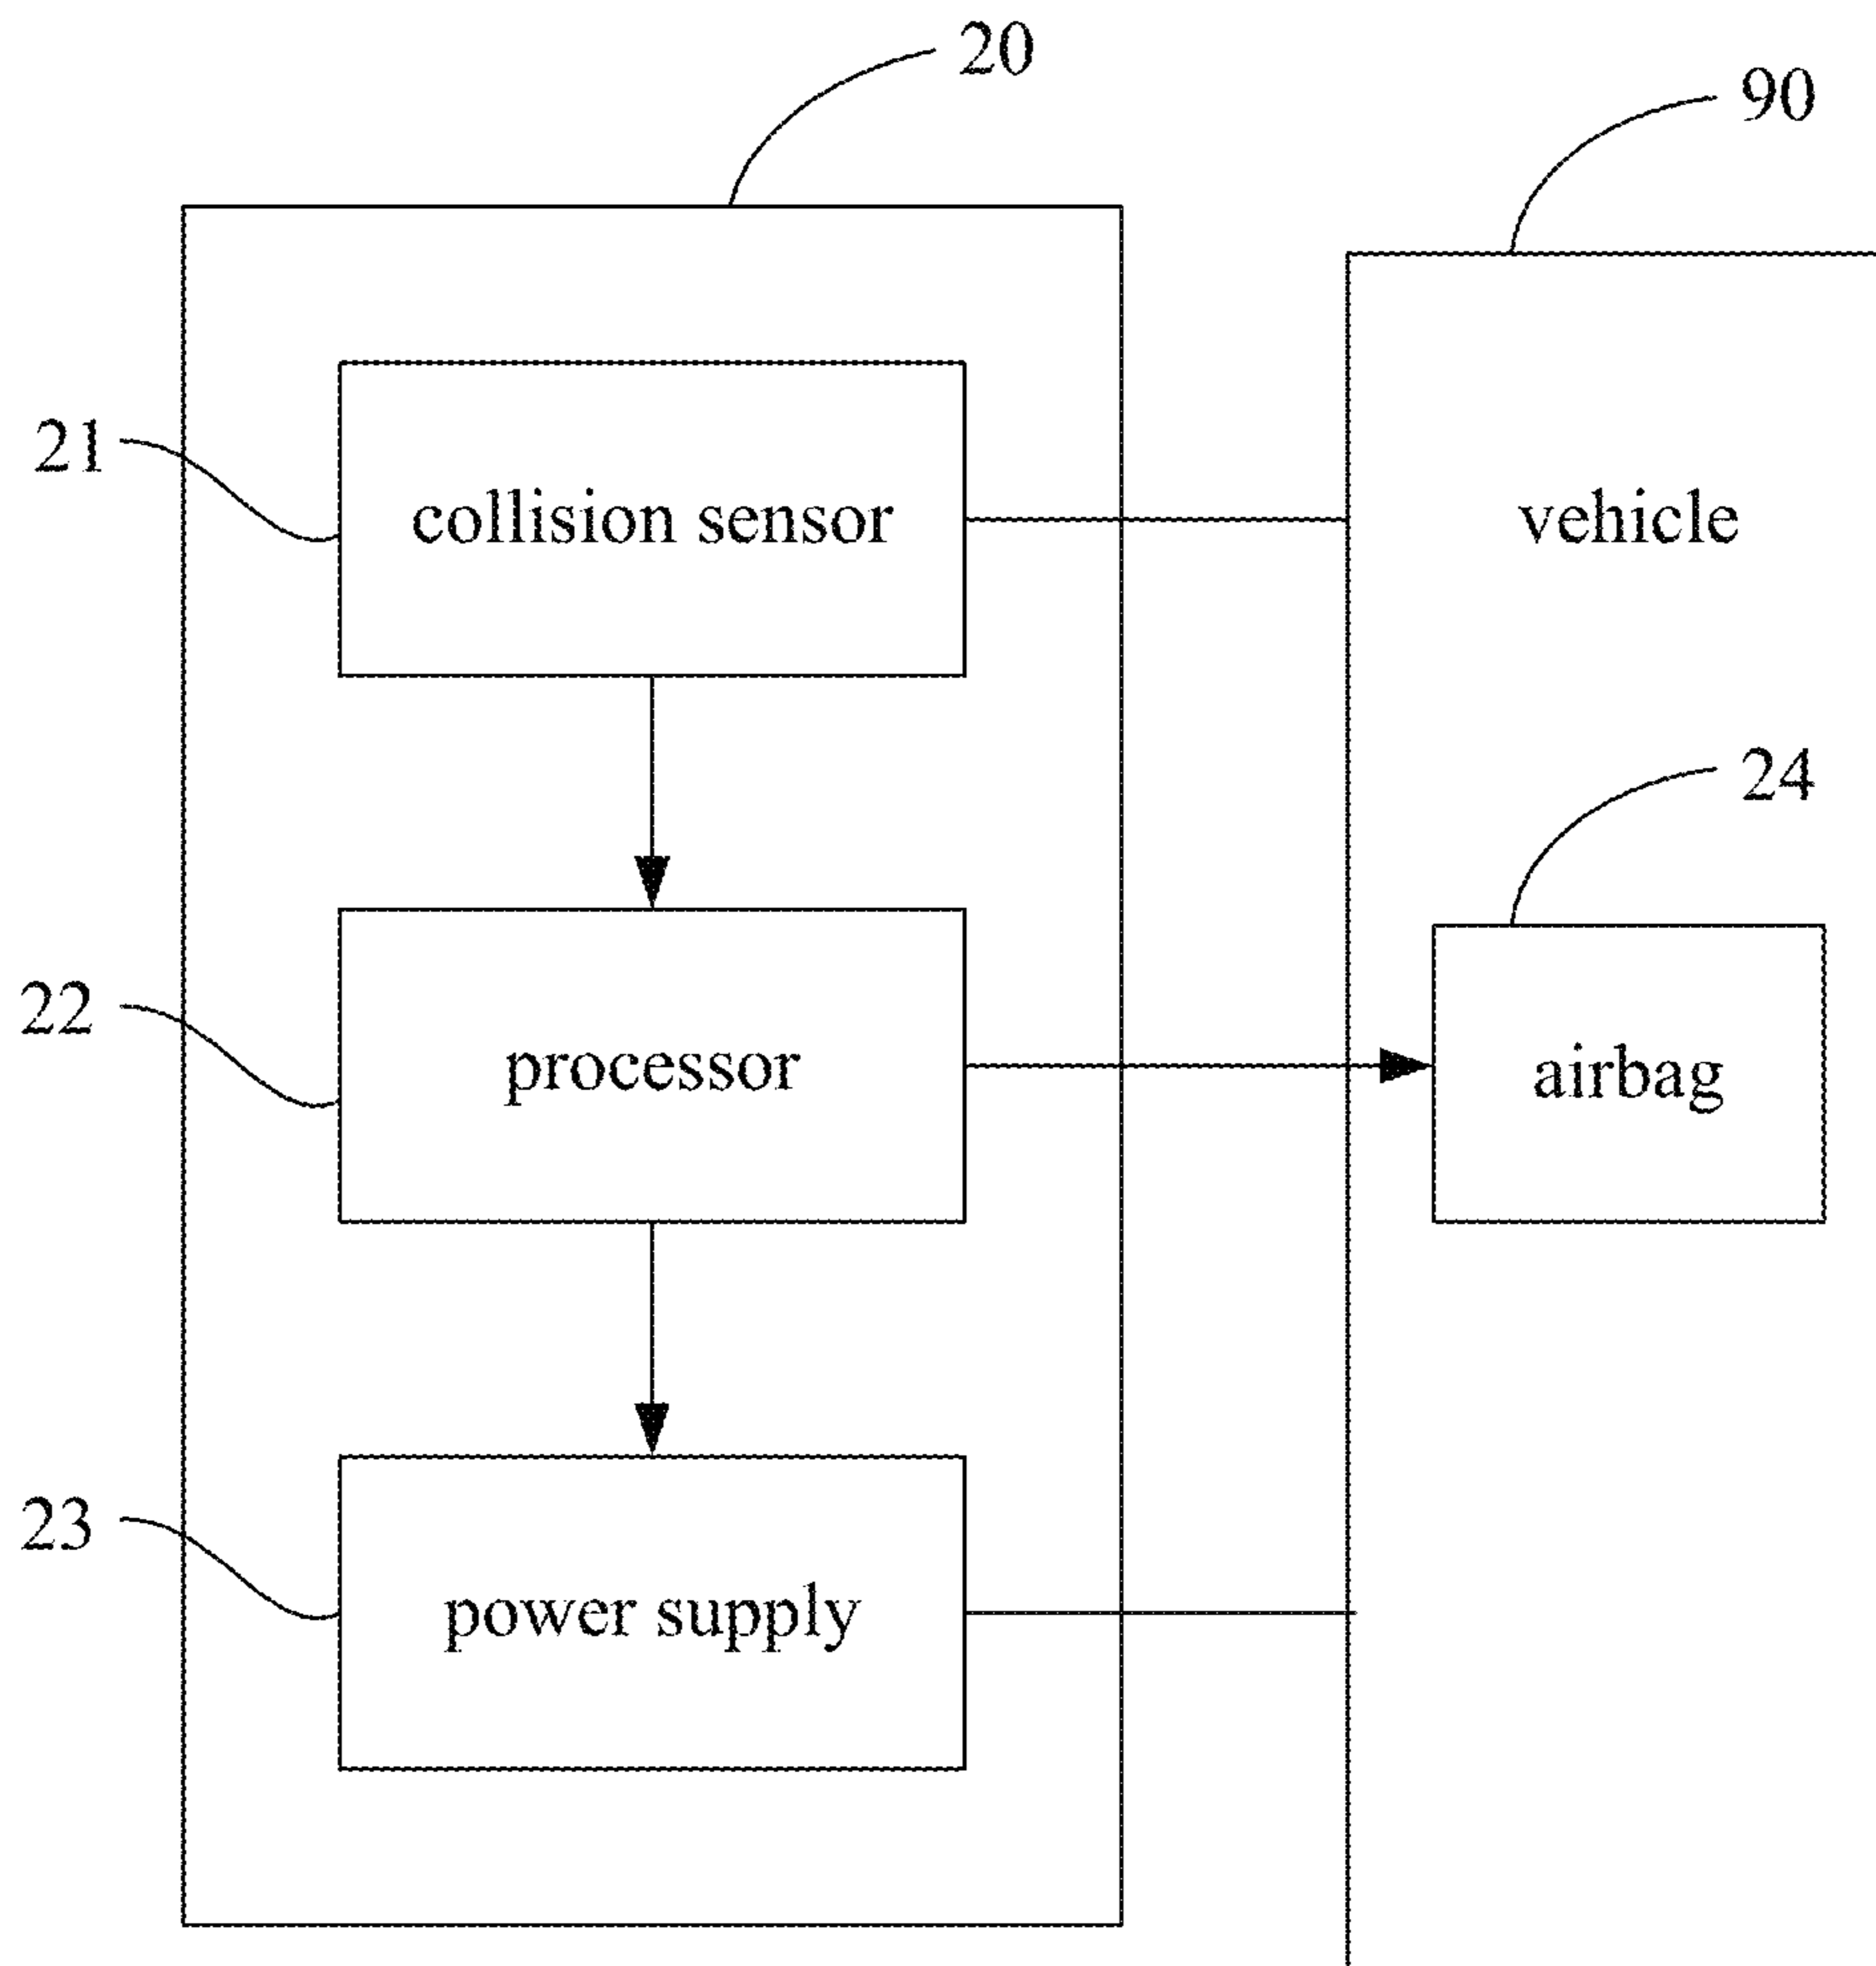 20
90
21
collision sensor
vehicle
24
22
processor
airbag
23
power supply